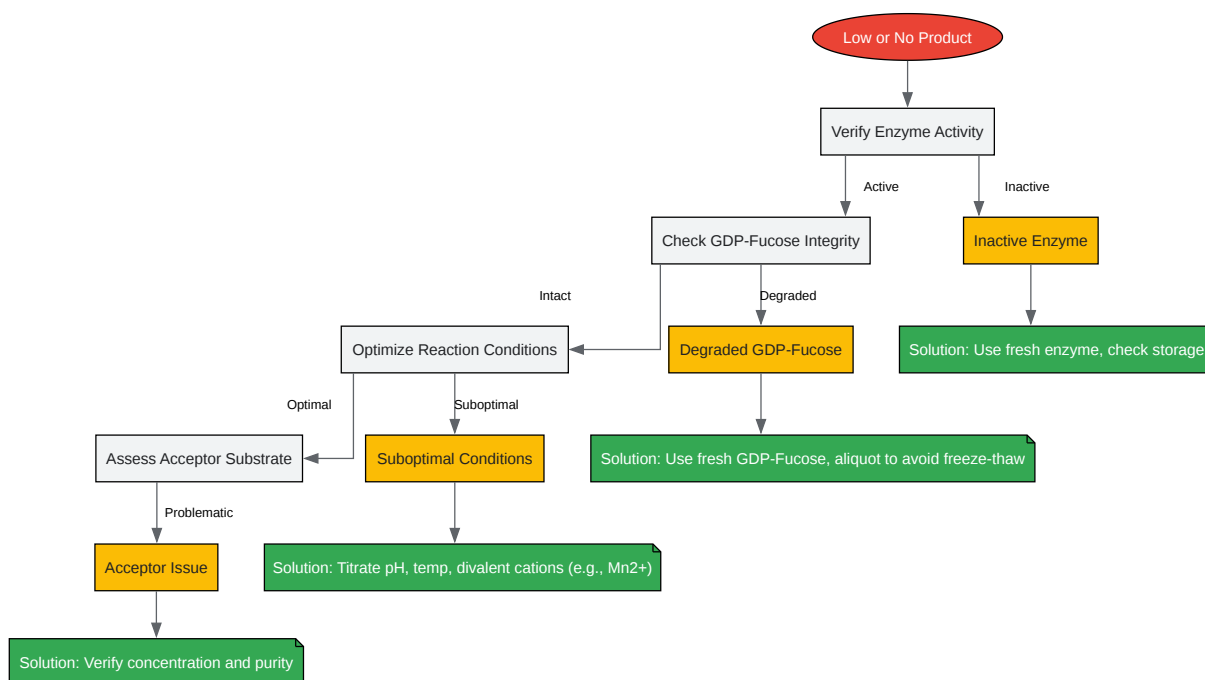 Low or No Product
Verify Enzyme Activity
Active
Inactive
Check GDP-Fucose Integrity
Inactive Enzyme
Intact
Degraded
Optimize Reaction Conditions
Degraded GDP-Fucose
Solution: Use fresh enzyme, check storage
Optimal
Suboptimal
Assess Acceptor Substrate
Suboptimal Conditions
Solution: Use fresh GDP-Fucose, aliquot to avoid freeze-thaw
Problematic
Acceptor Issue
Solution: Titrate pH, temp, divalent cations (e.g., Mn2+)
Solution: Verify concentration and purity